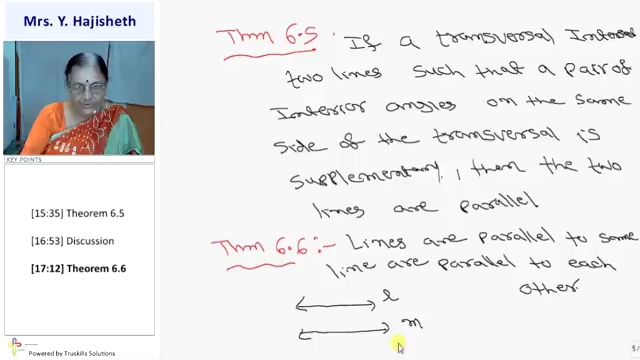 Mrs. Y. Hajisheth
KEY POINTS
[15:35] Theorem 6.5
[16:53] Discussion
[17:12] Theorem 6.6
Powered by Truskills Solutions
Thm 6.5. If a transversal Intersect
two lines such that a pair of
Interior angles on the same
side of the transversal is
supplementary, then the two
lines are parallel
Thm 6.6:- Lines are parallel to same
line are parallel to each
other
l
m
5/